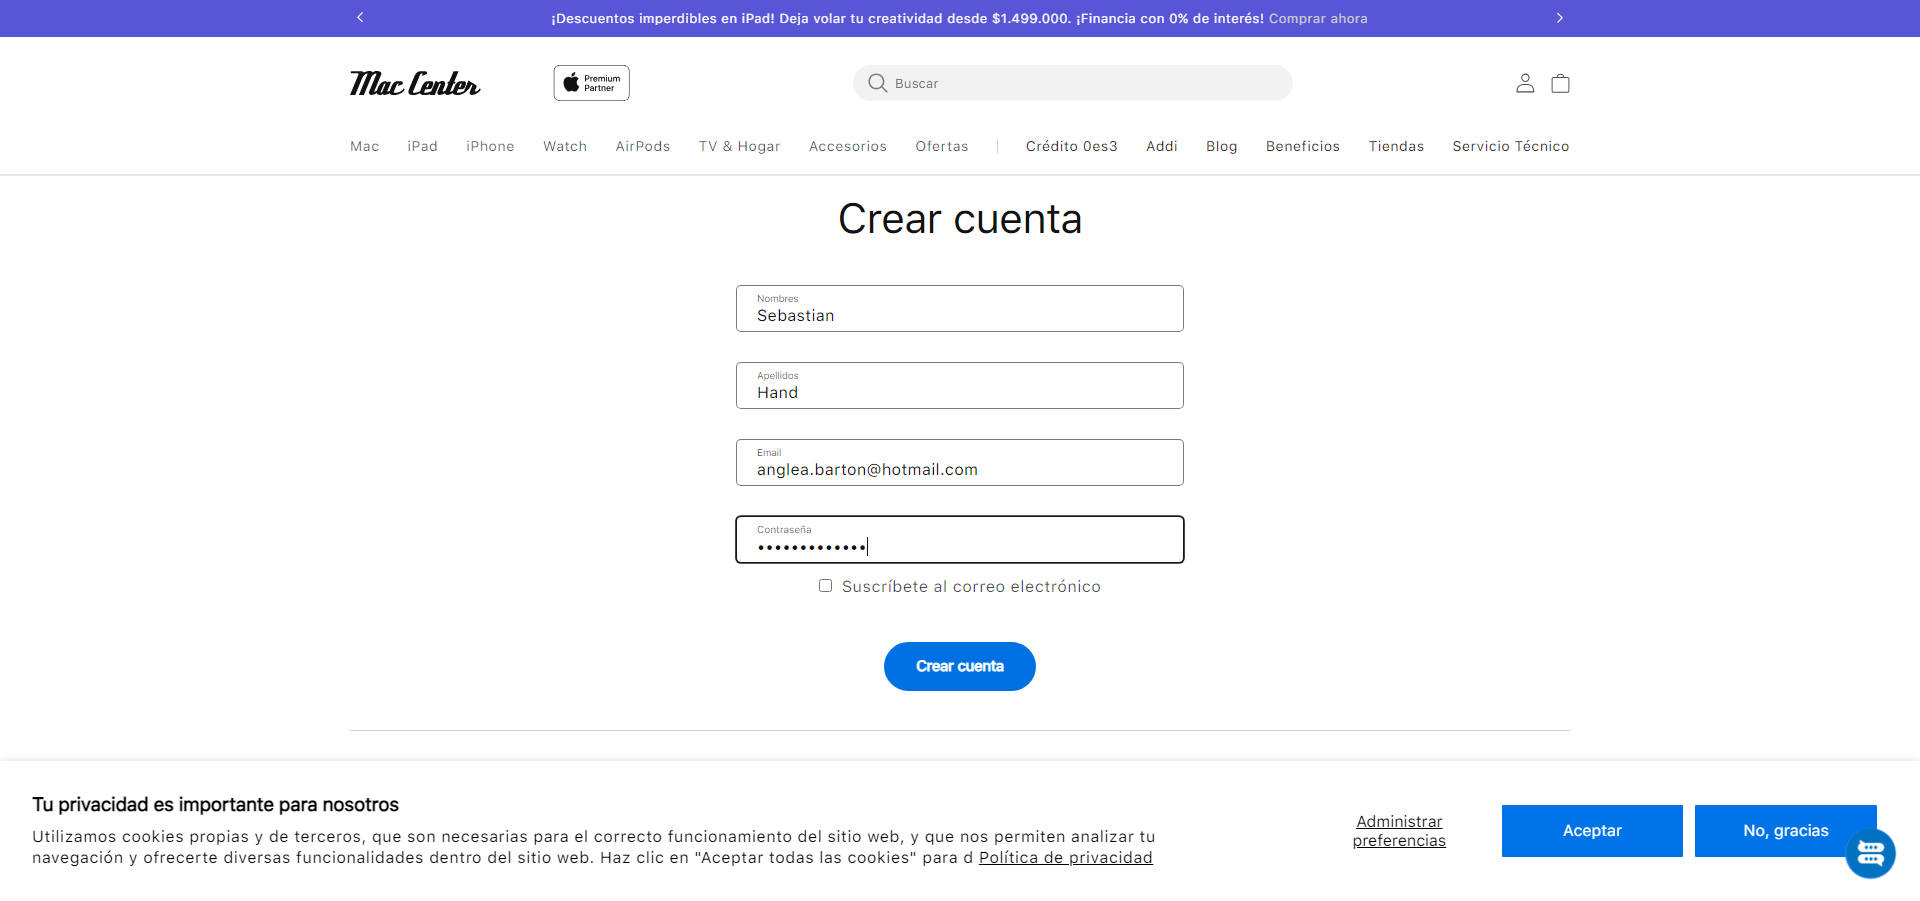 ¡Descuentos imperdibles en iPad! Deja volar tu creatividad desde $1.499.000. ¡Financia con 0% de interés! Comprar ahora
Mac Center
Premium
Partner
Buscar
Mac iPad iPhone Watch AirPods TV & Hogar Accesorios Ofertas Crédito 0es3 Addi Blog Beneficios Tiendas Servicio Técnico
Crear cuenta
Nombres
Sebastian
Apellidos
Hand
Email
anglea.barton@hotmail.com
Contraseña
•••••••••••••
Suscríbete al correo electrónico
Crear cuenta
Tu privacidad es importante para nosotros
Utilizamos cookies propias y de terceros, que son necesarias para el correcto funcionamiento del sitio web, y que nos permiten analizar tu
navegación y ofrecerte diversas funcionalidades dentro del sitio web. Haz clic en "Aceptar todas las cookies" para d Política de privacidad
Administrar
preferencias
Aceptar
No, gracias